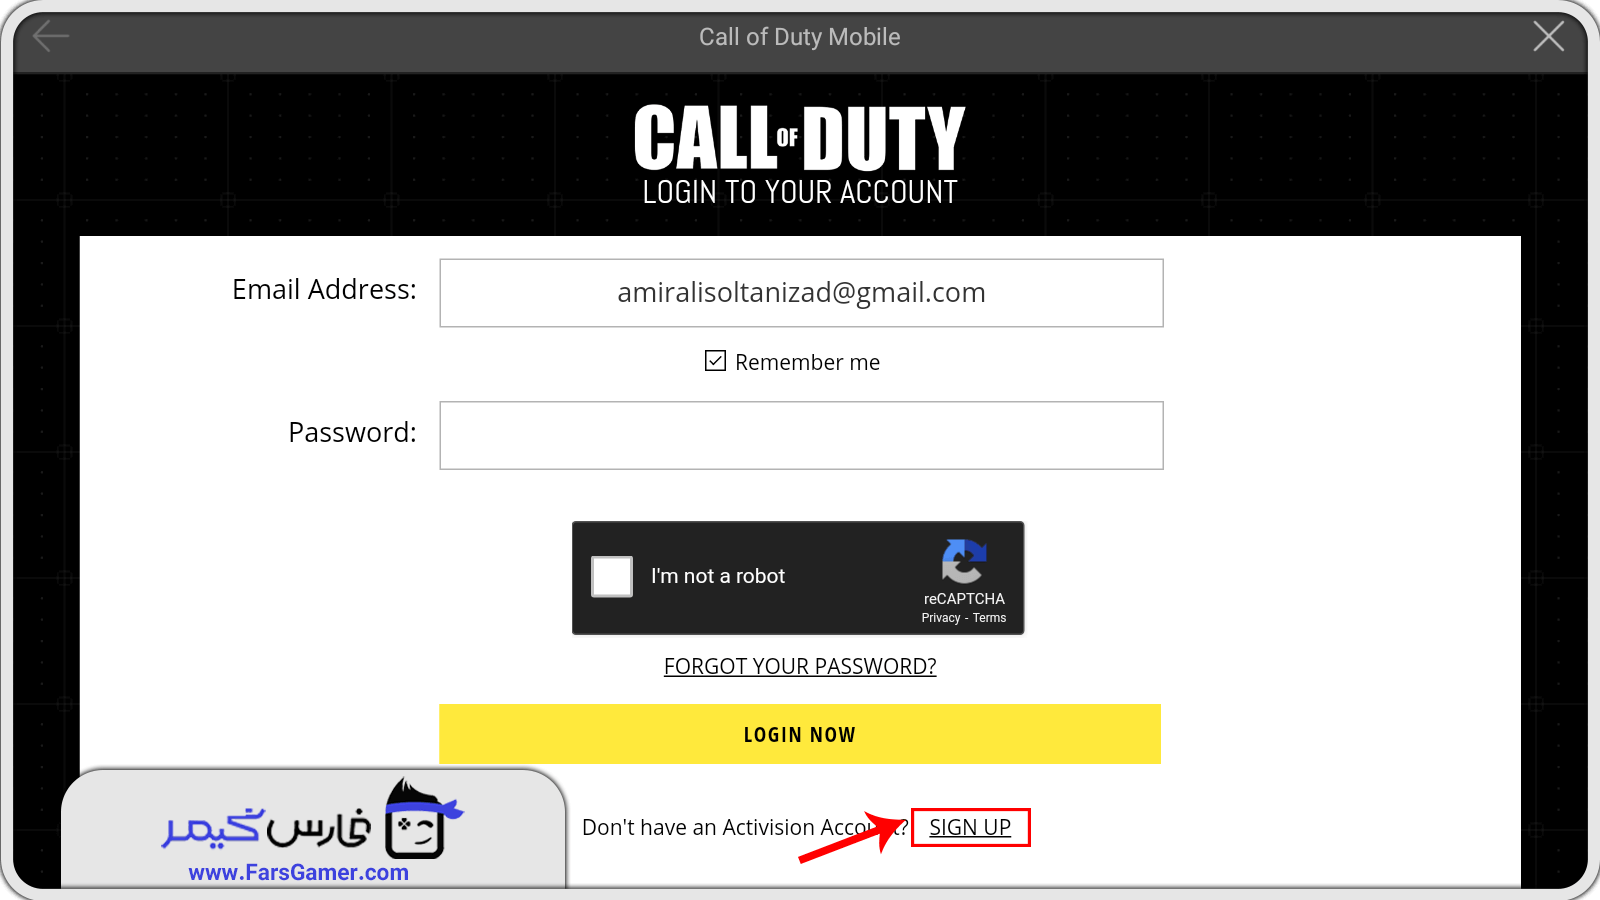 Call of Duty Mobile
CALL OF DUTY
LOGIN TO YOUR ACCOUNT
Email Address:
amiralisoltanizad@gmail.com
Remember me
Password:
I'm not a robot
reCAPTCHA
Privacy - Terms
FORGOT YOUR PASSWORD?
LOGIN NOW
Don't have an Activision Account? SIGN UP
فارس گیمر
www.FarsGamer.com